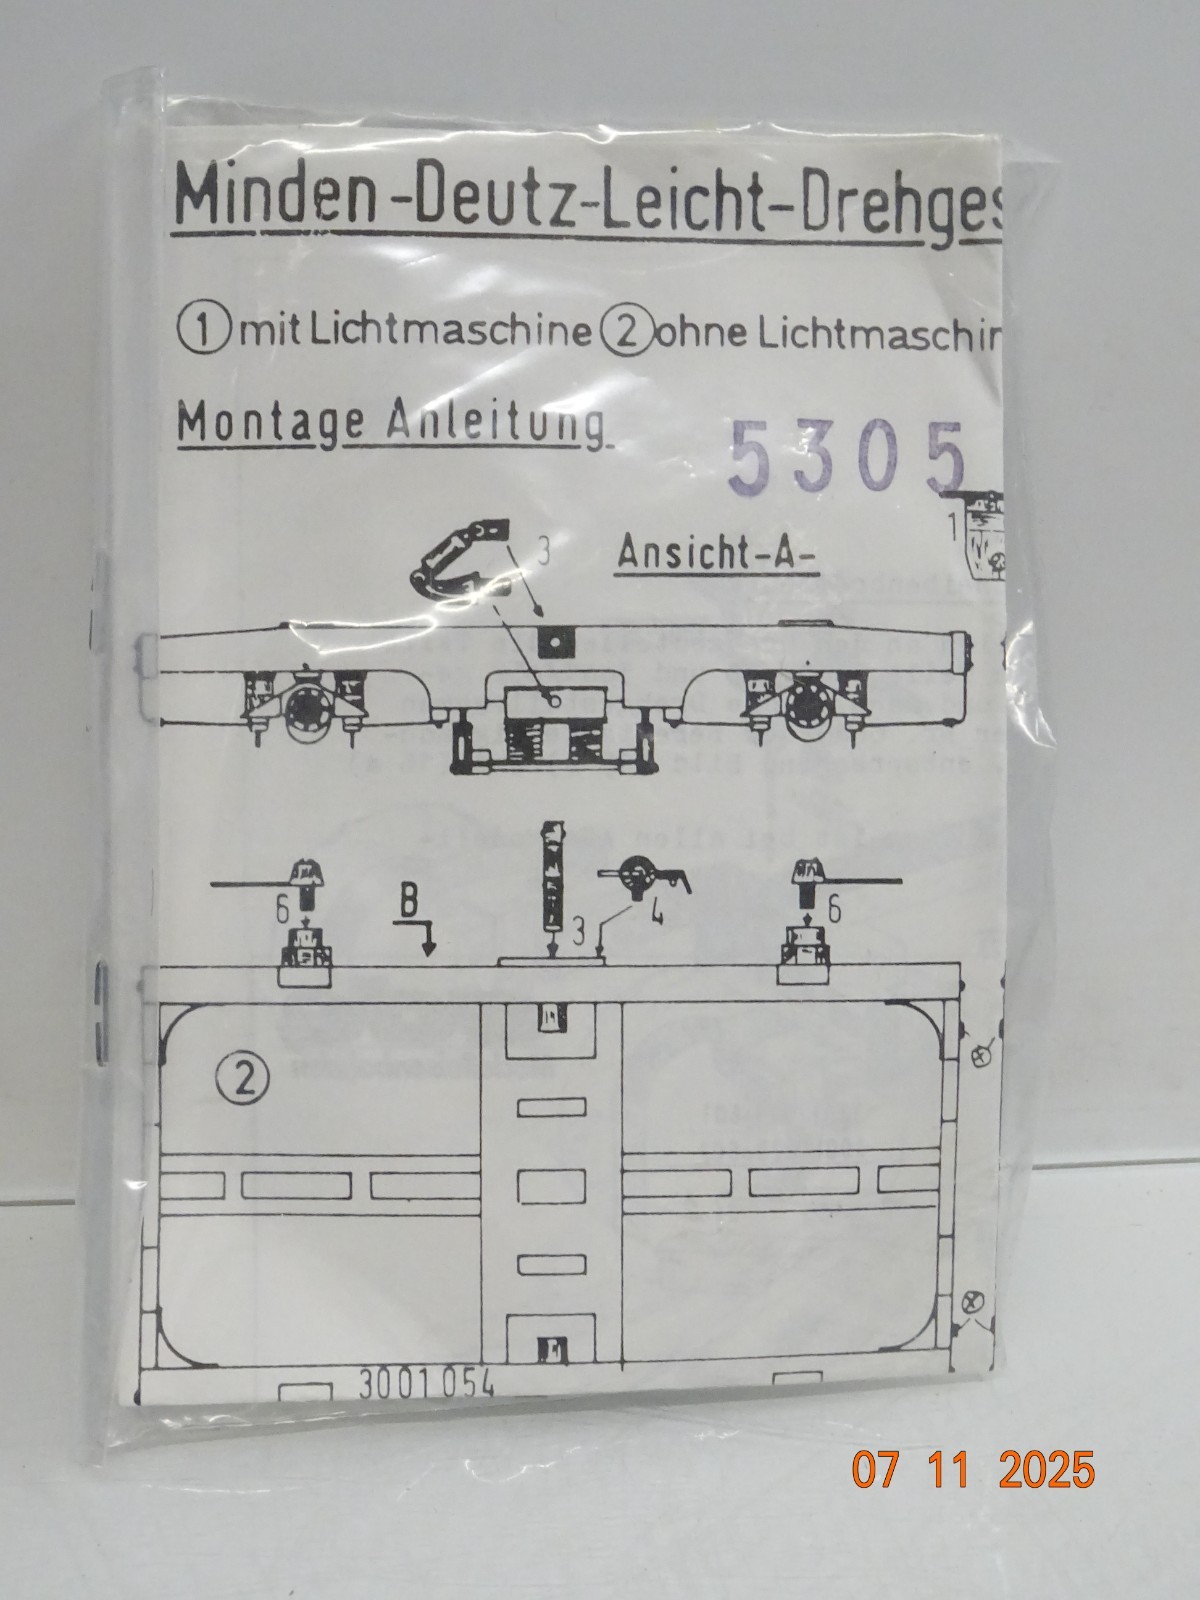 Minden-Deutz-Leicht-Drehges
① mit Lichtmaschine ② ohne Lichtmaschin
Montage Anleitung
5305
1
3
Ansicht-A-
6
B
3
4
6
②
3001054
07 11 2025